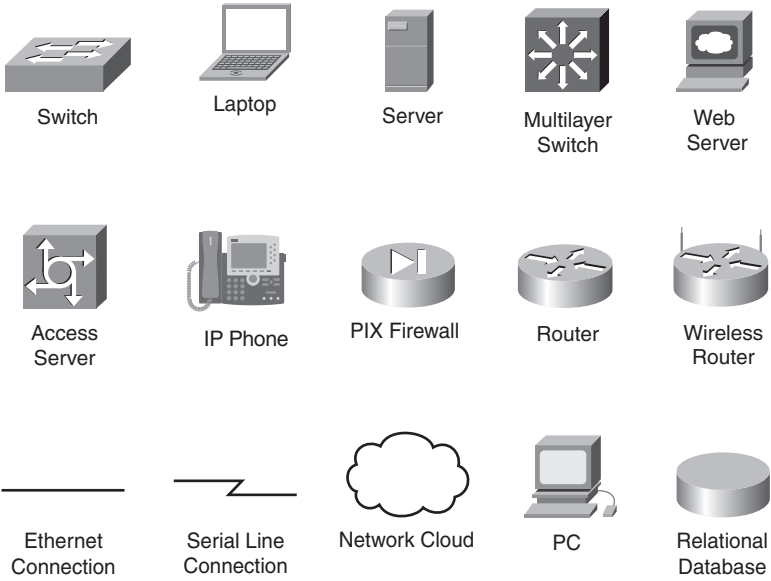 Switch
Laptop
Server
Multilayer
Switch
Web
Server
Access
Server
IP Phone
PIX Firewall
Router
Wireless
Router
Ethernet
Connection
Serial Line
Connection
Network Cloud
PC
Relational
Database